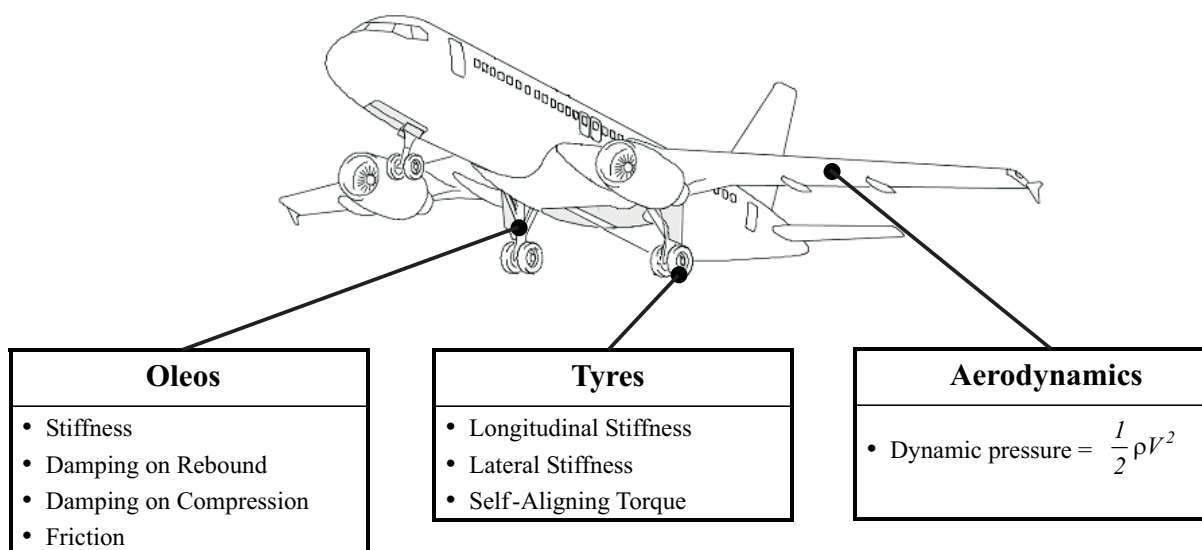 Oleos
• Stiffness
• Damping on Rebound
• Damping on Compression
• Friction
Tyres
• Longitudinal Stiffness
• Lateral Stiffness
• Self-Aligning Torque
Aerodynamics
• Dynamic pressure = 1/2 ρV²